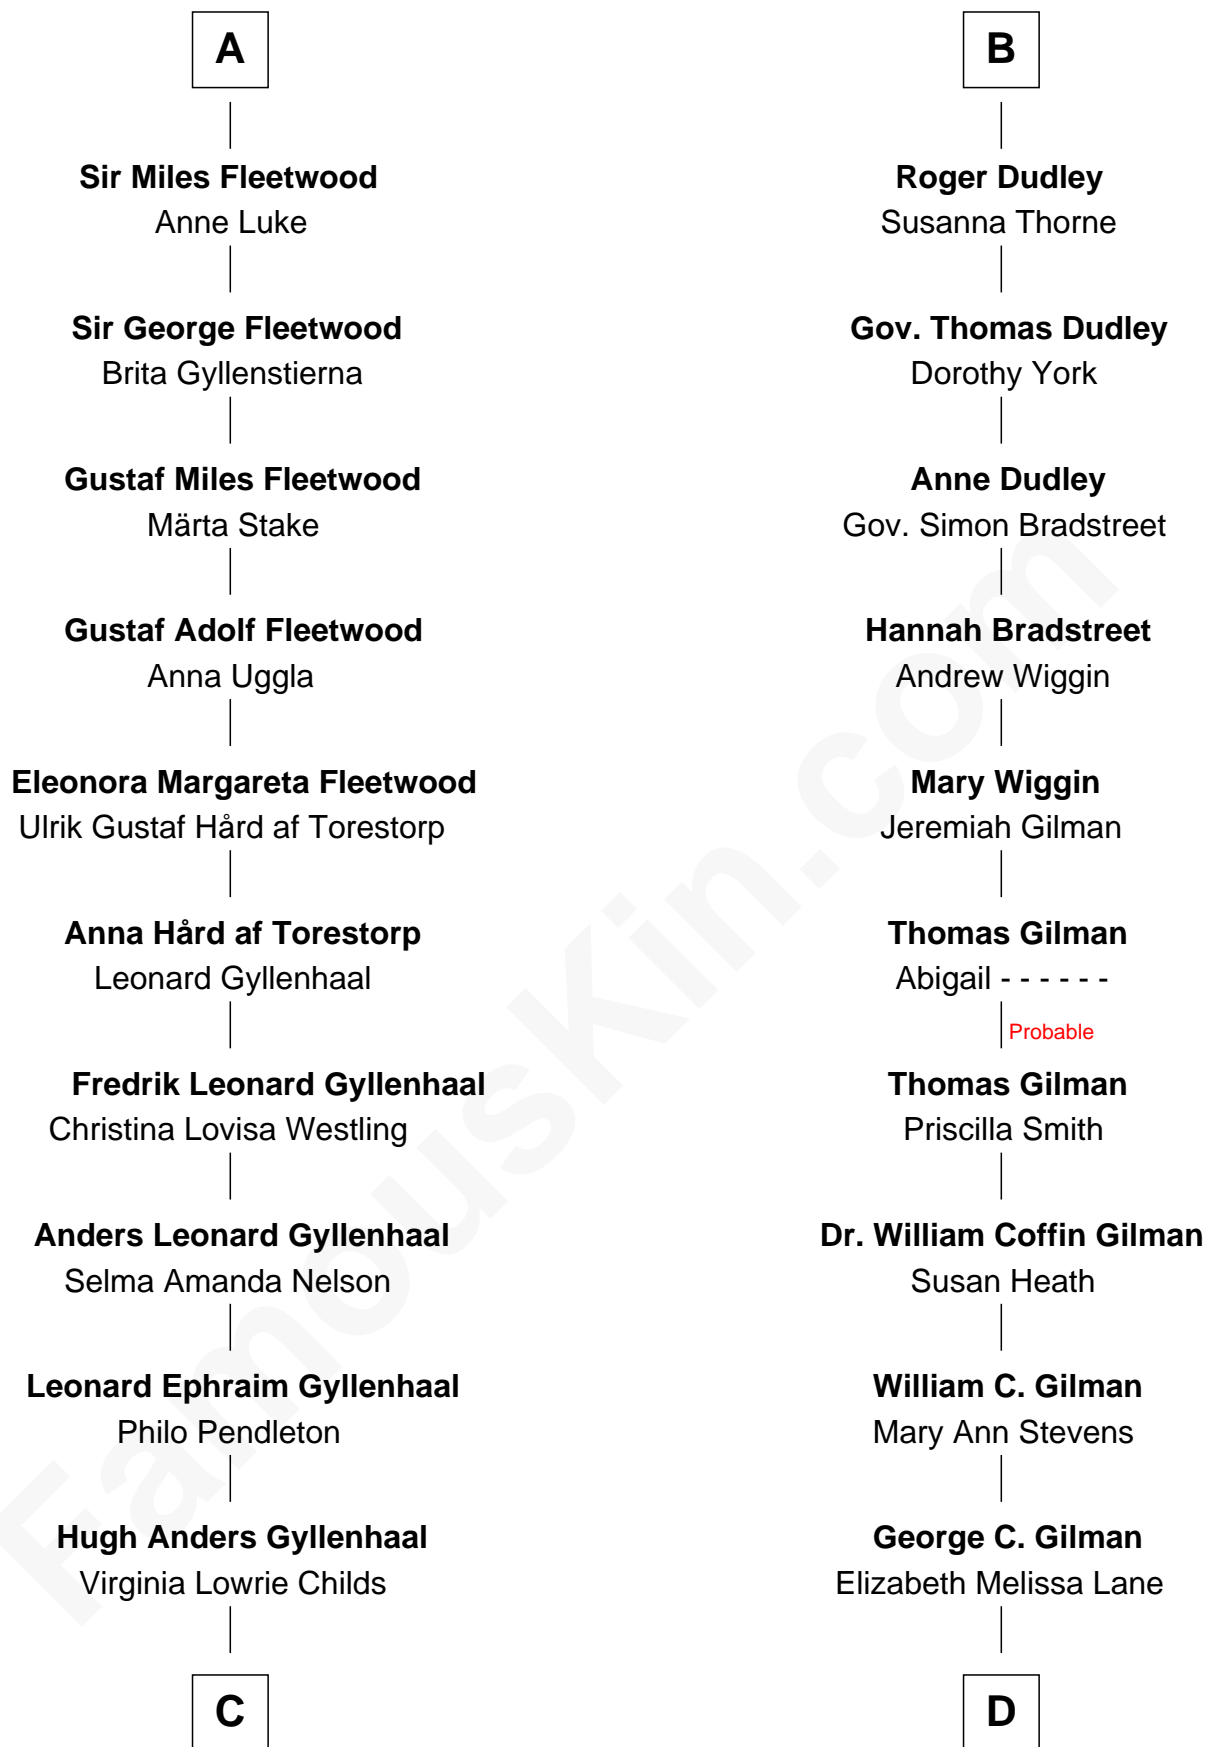 A
Sir Miles Fleetwood
Anne Luke
Sir George Fleetwood
Brita Gyllenstierna
Gustaf Miles Fleetwood
Märta Stake
Gustaf Adolf Fleetwood
Anna Uggla
Eleonora Margareta Fleetwood
Ulrik Gustaf Hård af Torestorp
Anna Hård af Torestorp
Leonard Gyllenhaal
Fredrik Leonard Gyllenhaal
Christina Lovisa Westling
Anders Leonard Gyllenhaal
Selma Amanda Nelson
Leonard Ephraim Gyllenhaal
Philo Pendleton
Hugh Anders Gyllenhaal
Virginia Lowrie Childs
C
B
Roger Dudley
Susanna Thorne
Gov. Thomas Dudley
Dorothy York
Anne Dudley
Gov. Simon Bradstreet
Hannah Bradstreet
Andrew Wiggin
Mary Wiggin
Jeremiah Gilman
Thomas Gilman
Abigail - - - - - -
Probable
Thomas Gilman
Priscilla Smith
Dr. William Coffin Gilman
Susan Heath
William C. Gilman
Mary Ann Stevens
George C. Gilman
Elizabeth Melissa Lane
D
FamousKin.com